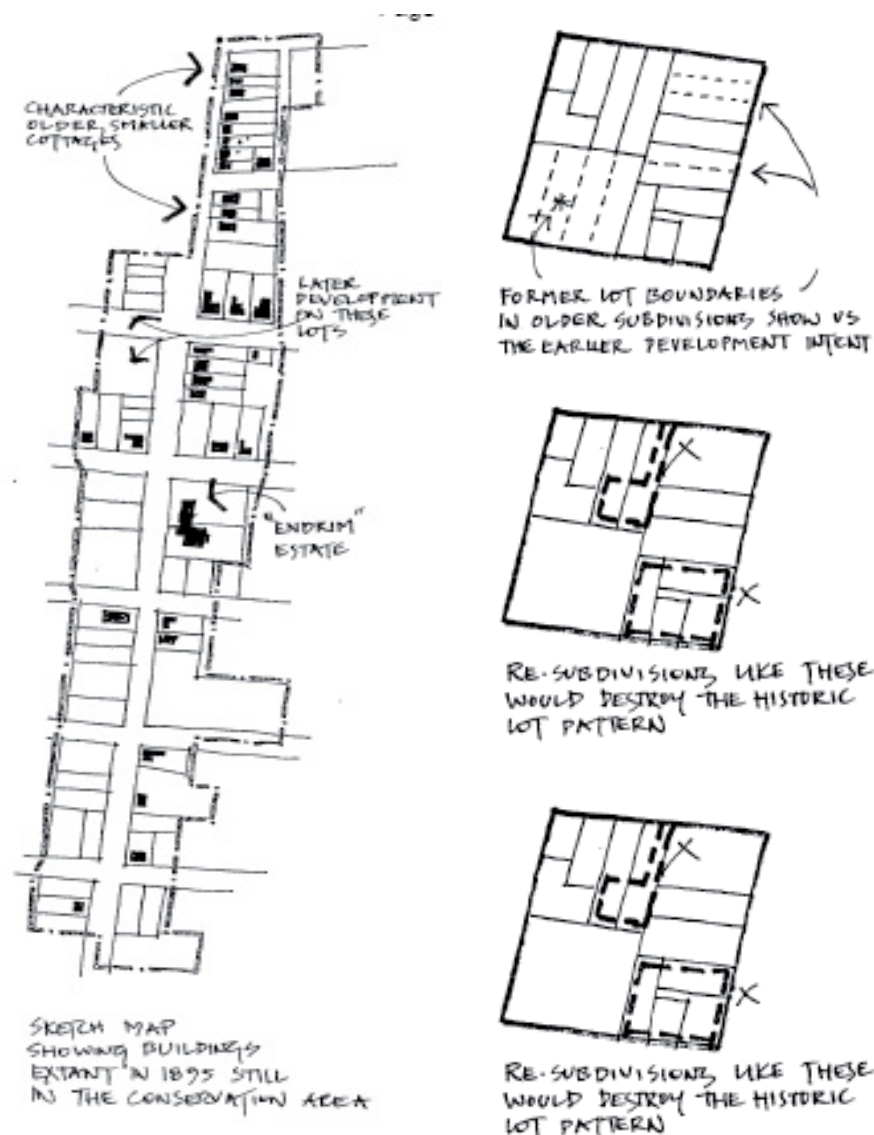 CHARACTERISTIC
OLDER, SMALLER
COTTAGES
LATER
DEVELOPMENT
ON THESE
LOTS
"ENDRIM"
ESTATE
SKETCH MAP
SHOWING BUILDINGS
EXTANT IN 1895 STILL
IN THE CONSERVATION AREA
FORMER LOT BOUNDARIES
IN OLDER SUBDIVISIONS SHOW US
THE EARLIER DEVELOPMENT INTENT
RE-SUBDIVISIONS LIKE THESE
WOULD DESTROY THE HISTORIC
LOT PATTERN
RE-SUBDIVISIONS LIKE THESE
WOULD DESTROY THE HISTORIC
LOT PATTERN